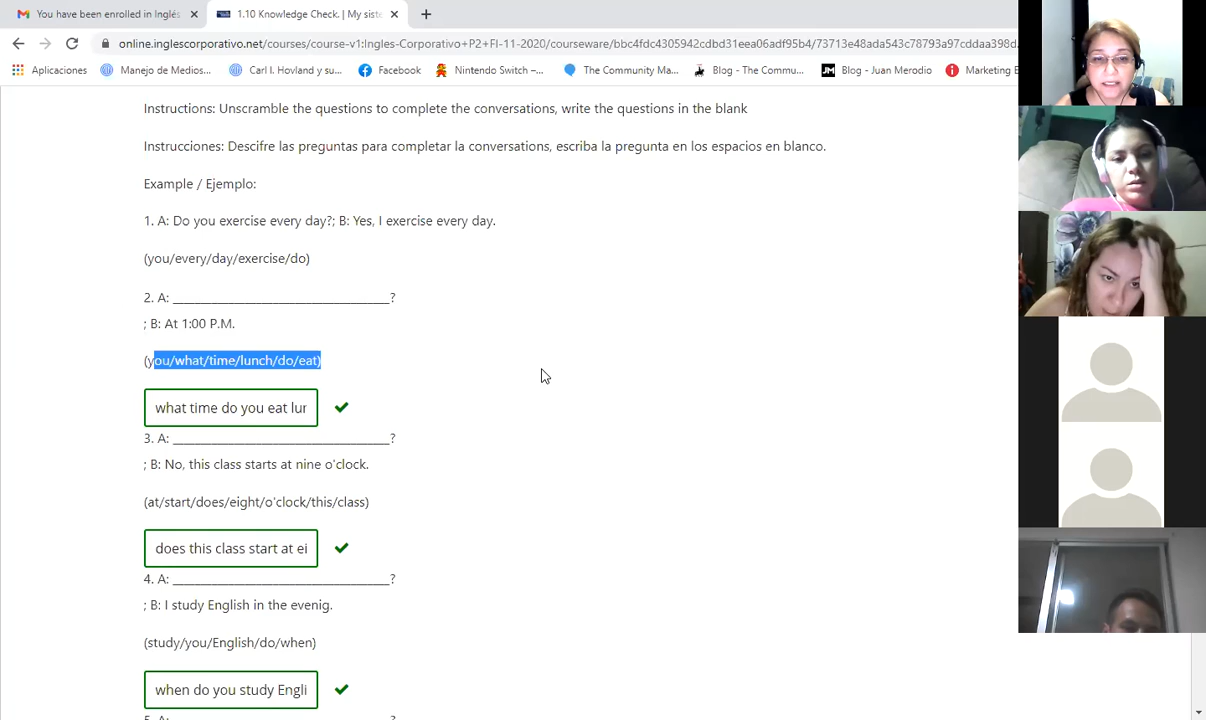 You have been enrolled in Inglés
1.10 Knowledge Check. | My siste
online.inglescorporativo.net/courses/course-v1:Ingles-Corporativo+P2+FI-11-2020/courseware/bbc4fdc4305942cdbd31eea06adf95b4/73713e48ada543c78793a97cddaa398d
Aplicaciones Manejo de Medios... Carl I. Hovland y su... Facebook Nintendo Switch –... The Community Ma... Blog - The Commu... JM Blog - Juan Merodio Marketing E
Instructions: Unscramble the questions to complete the conversations, write the questions in the blank
Instrucciones: Descifre las preguntas para completar la conversations, escriba la pregunta en los espacios en blanco.
Example / Ejemplo:
1. A: Do you exercise every day?; B: Yes, I exercise every day.
(you/every/day/exercise/do)
2. A: ___________________________________?
; B: At 1:00 P.M.
(you/what/time/lunch/do/eat)
what time do you eat lur
3. A: ___________________________________?
; B: No, this class starts at nine o'clock.
(at/start/does/eight/o'clock/this/class)
does this class start at ei
4. A: ___________________________________?
; B: I study English in the evenig.
(study/you/English/do/when)
when do you study Engli
5. A: ___________________________________?